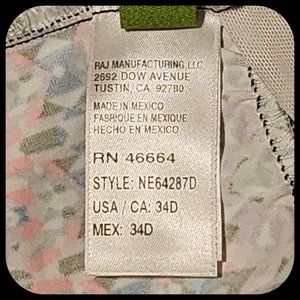 RAJ MANUFACTURING, LLC
2692 DOW AVENUE
TUSTIN, CA. 92780
MADE IN MEXICO
FABRIQUE EN MEXIQUE
HECHO EN MEXICO
RN 46664
STYLE: NE64287D
USA / CA: 34D
MEX: 34D